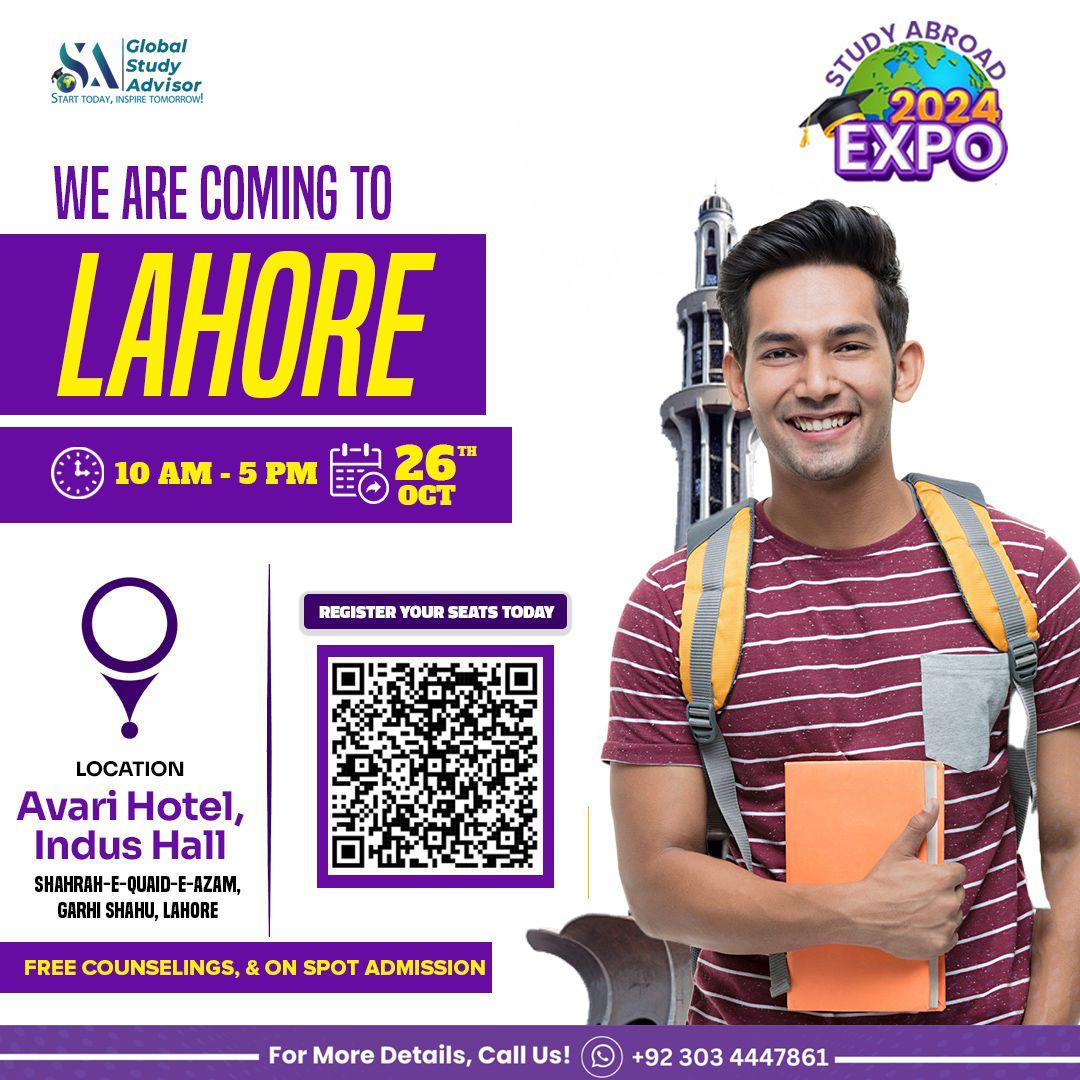 Global
Study
Advisor
START TODAY, INSPIRE TOMORROW!
STUDY ABROAD
2024
EXPO
WE ARE COMING TO
LAHORE
10 AM - 5 PM
26TH
OCT
LOCATION
Avari Hotel,
Indus Hall
SHAHRAH-E-QUAID-E-AZAM,
GARHI SHAHU, LAHORE
REGISTER YOUR SEATS TODAY
FREE COUNSELINGS, & ON SPOT ADMISSION
For More Details, Call Us! +92 303 4447861